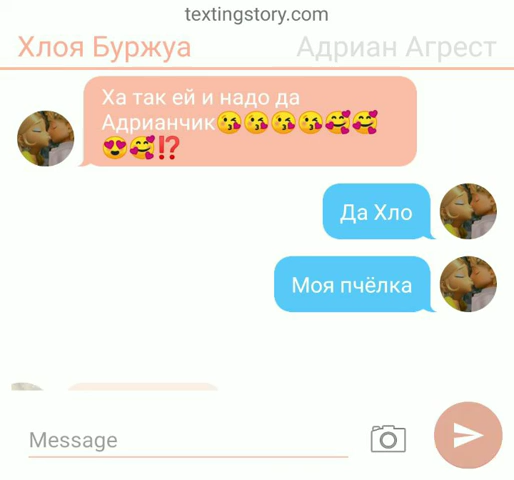 textingstory.com
Хлоя Буржуа Адриан Агрест
Ха так ей и надо да
Адрианчик😘😘😘😘🥰🥰
😍🥰⁉️
Да Хло
Моя пчёлка
Message